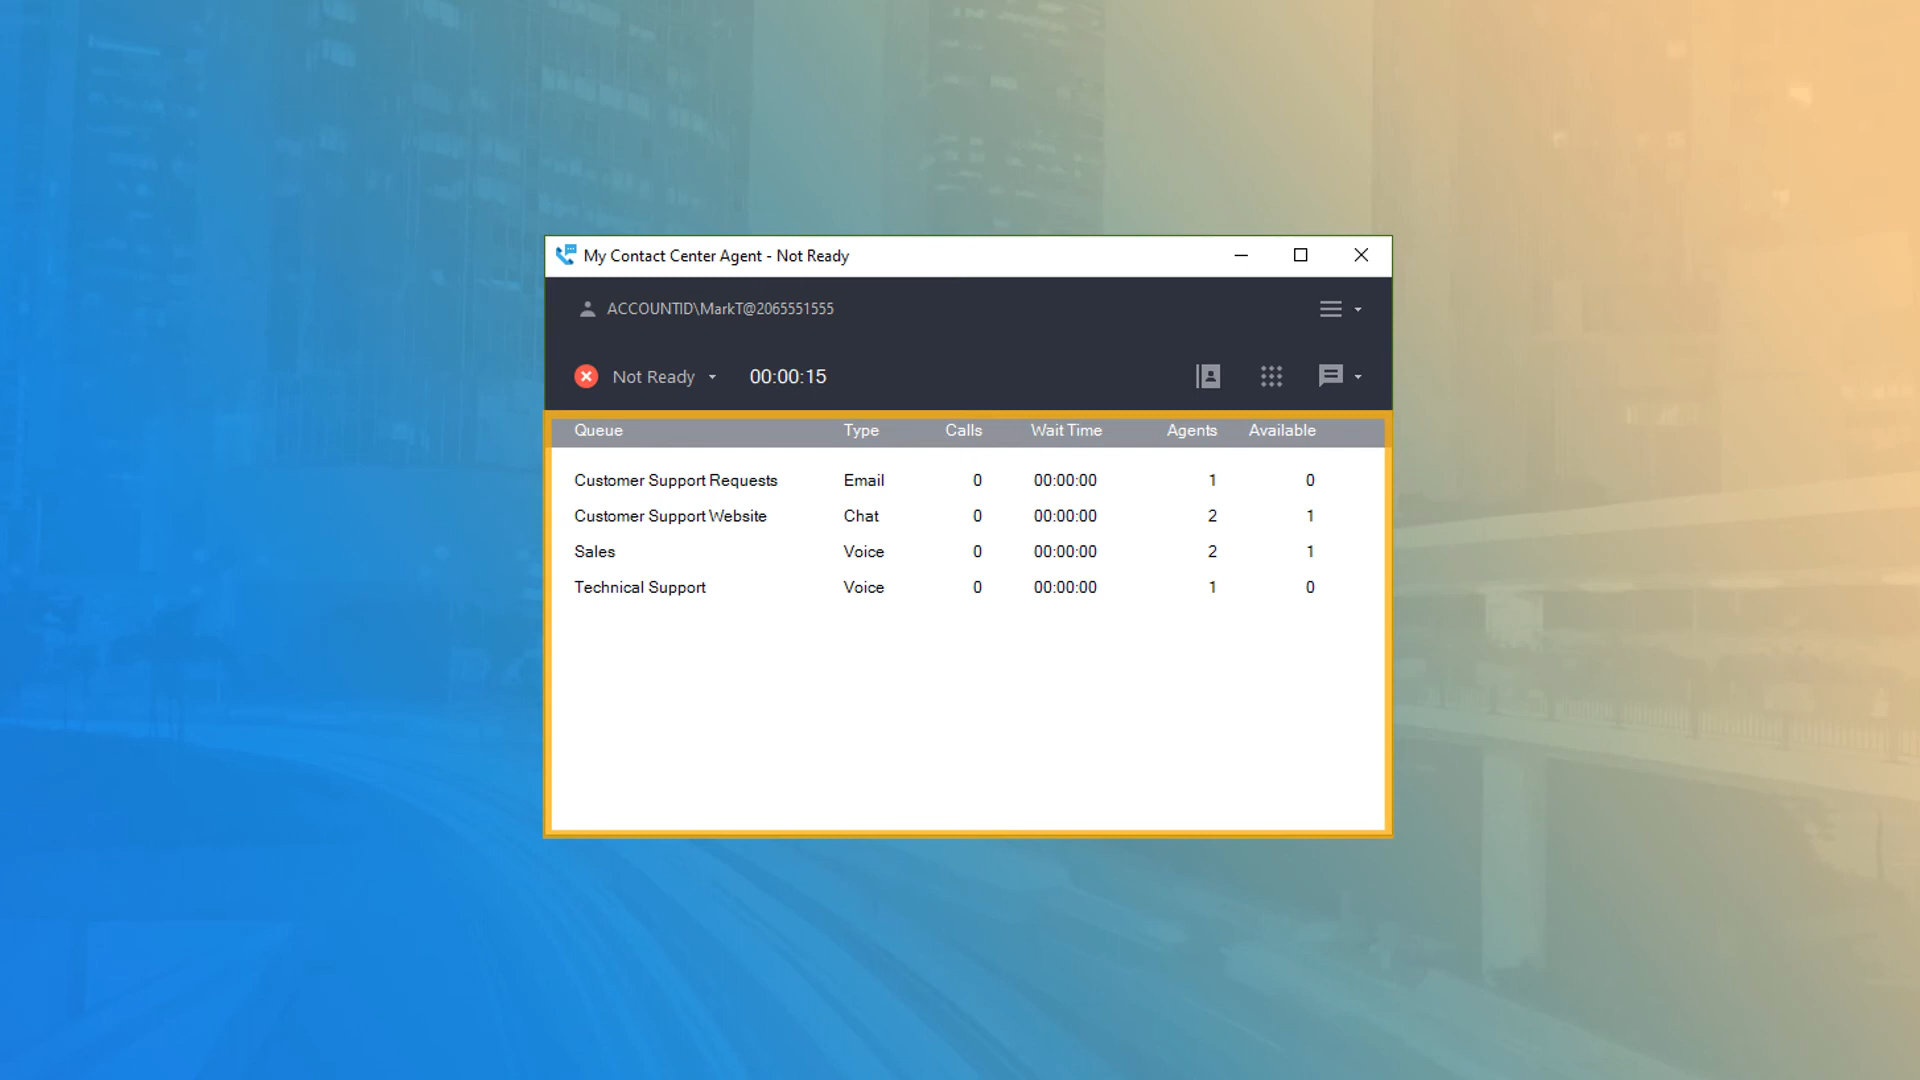 My Contact Center Agent - Not Ready
ACCOUNTID\MarkT@2065551555
Not Ready 00:00:15
Queue Type Calls Wait Time Agents Available
Customer Support Requests Email 0 00:00:00 1 0
Customer Support Website Chat 0 00:00:00 2 1
Sales Voice 0 00:00:00 2 1
Technical Support Voice 0 00:00:00 1 0